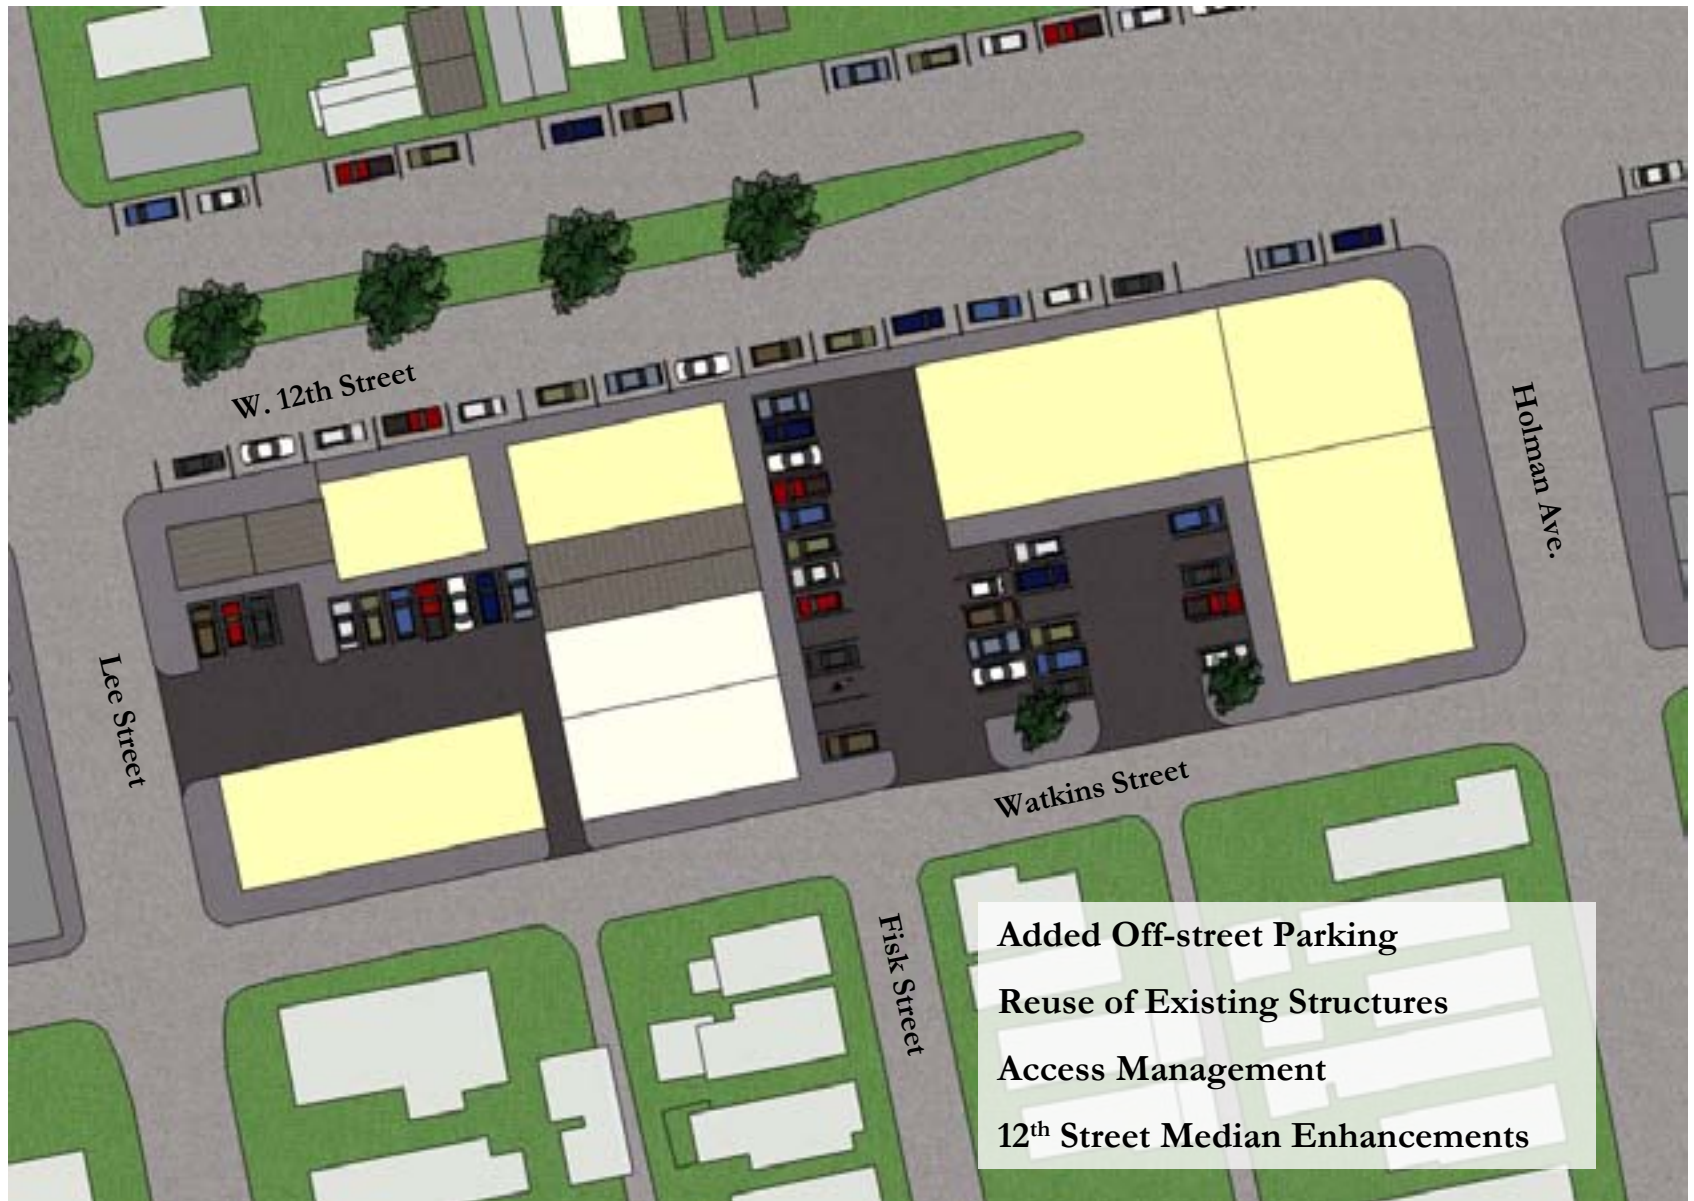 W. 12th Street
Holman Ave.
Lee Street
Watkins Street
Fisk Street
Added Off-street Parking
Reuse of Existing Structures
Access Management
12th Street Median Enhancements